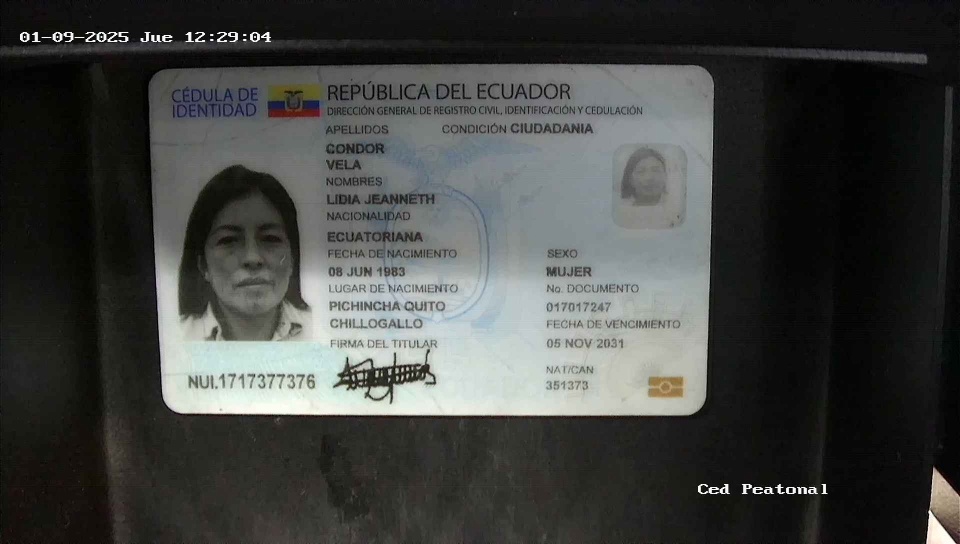 01-09-2025 Jue 12:29:04
CÉDULA DE
IDENTIDAD
REPÚBLICA DEL ECUADOR
DIRECCIÓN GENERAL DE REGISTRO CIVIL, IDENTIFICACIÓN Y CEDULACIÓN
APELLIDOS
CONDICIÓN CIUDADANIA
CONDOR
VELA
NOMBRES
LIDIA JEANNETH
NACIONALIDAD
ECUATORIANA
FECHA DE NACIMIENTO
08 JUN 1983
LUGAR DE NACIMIENTO
PICHINCHA QUITO
CHILLOGALLO
FIRMA DEL TITULAR
SEXO
MUJER
No. DOCUMENTO
017017247
FECHA DE VENCIMIENTO
05 NOV 2031
NAT/CAN
351373
NUI.1717377376
Ced Peatonal